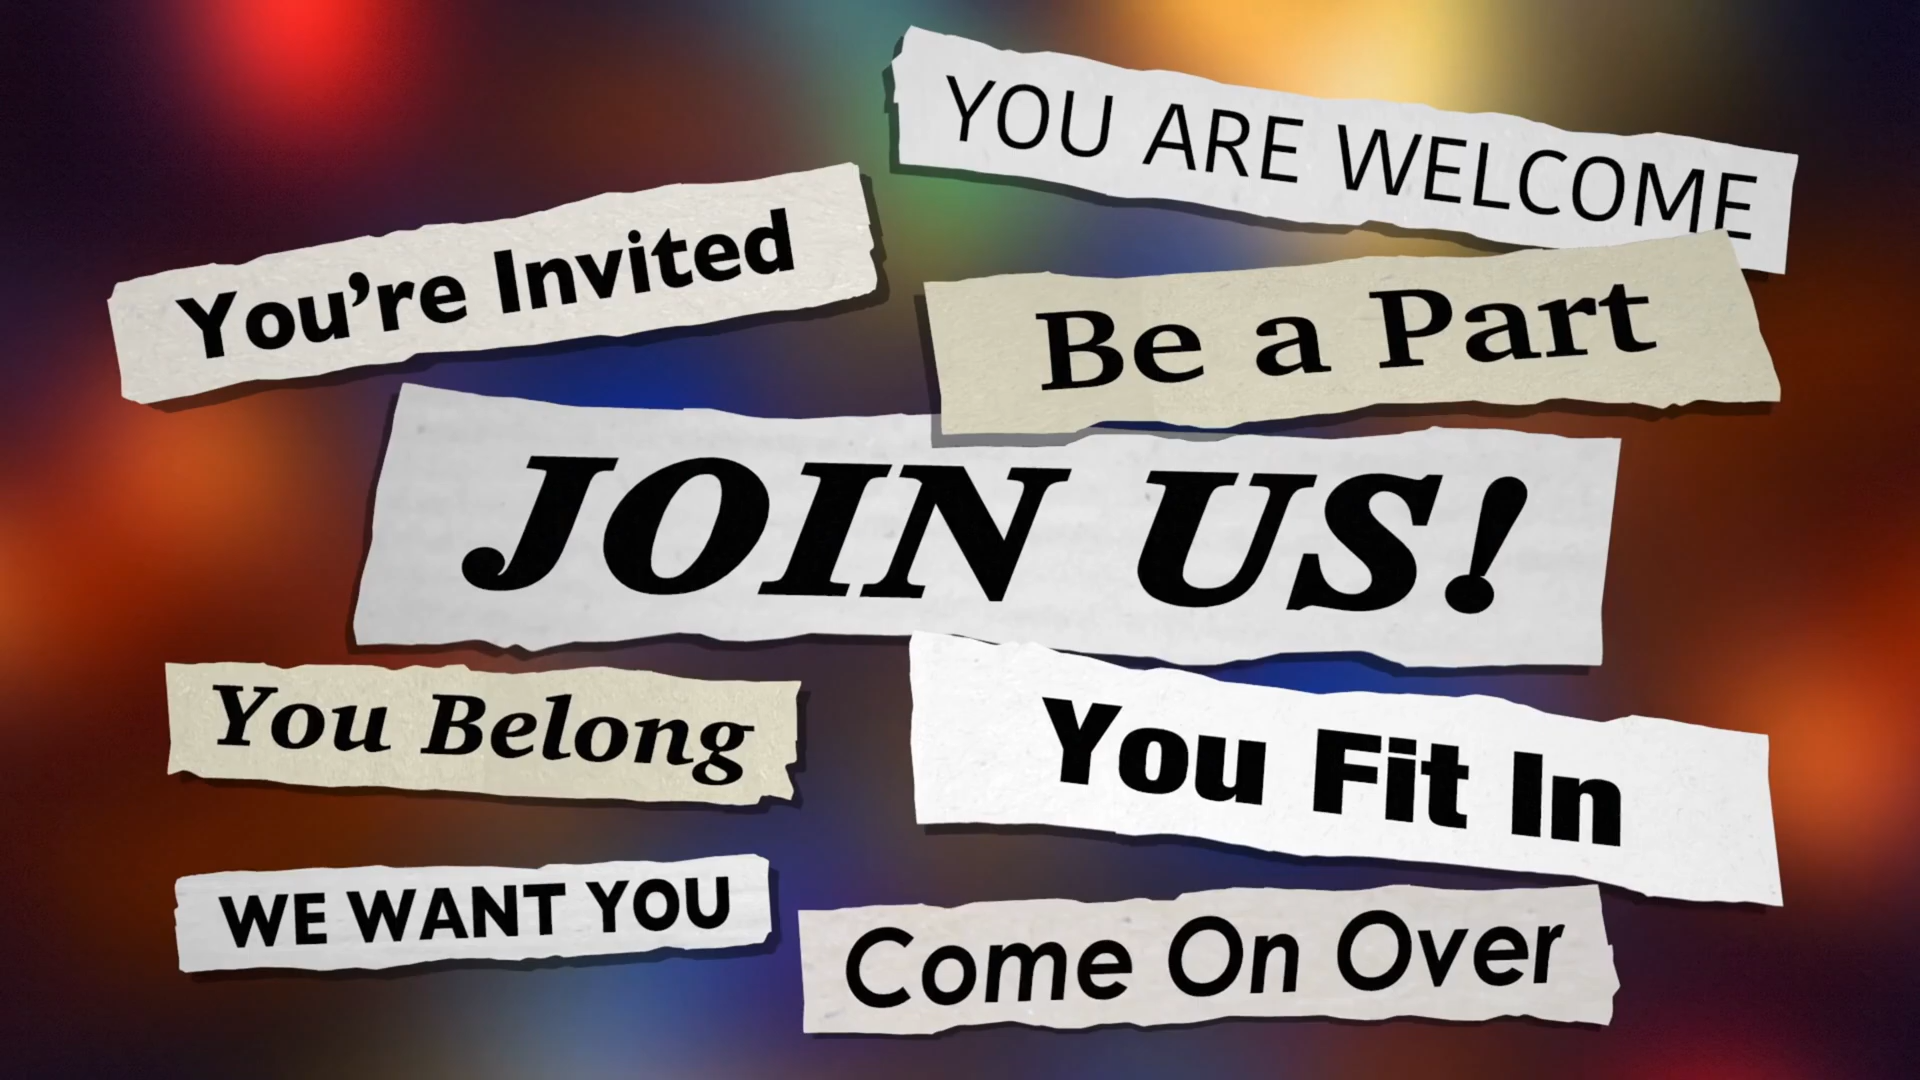 YOU ARE WELCOME
You’re Invited
Be a Part
JOIN US!
You Belong
You Fit In
WE WANT YOU
Come On Over